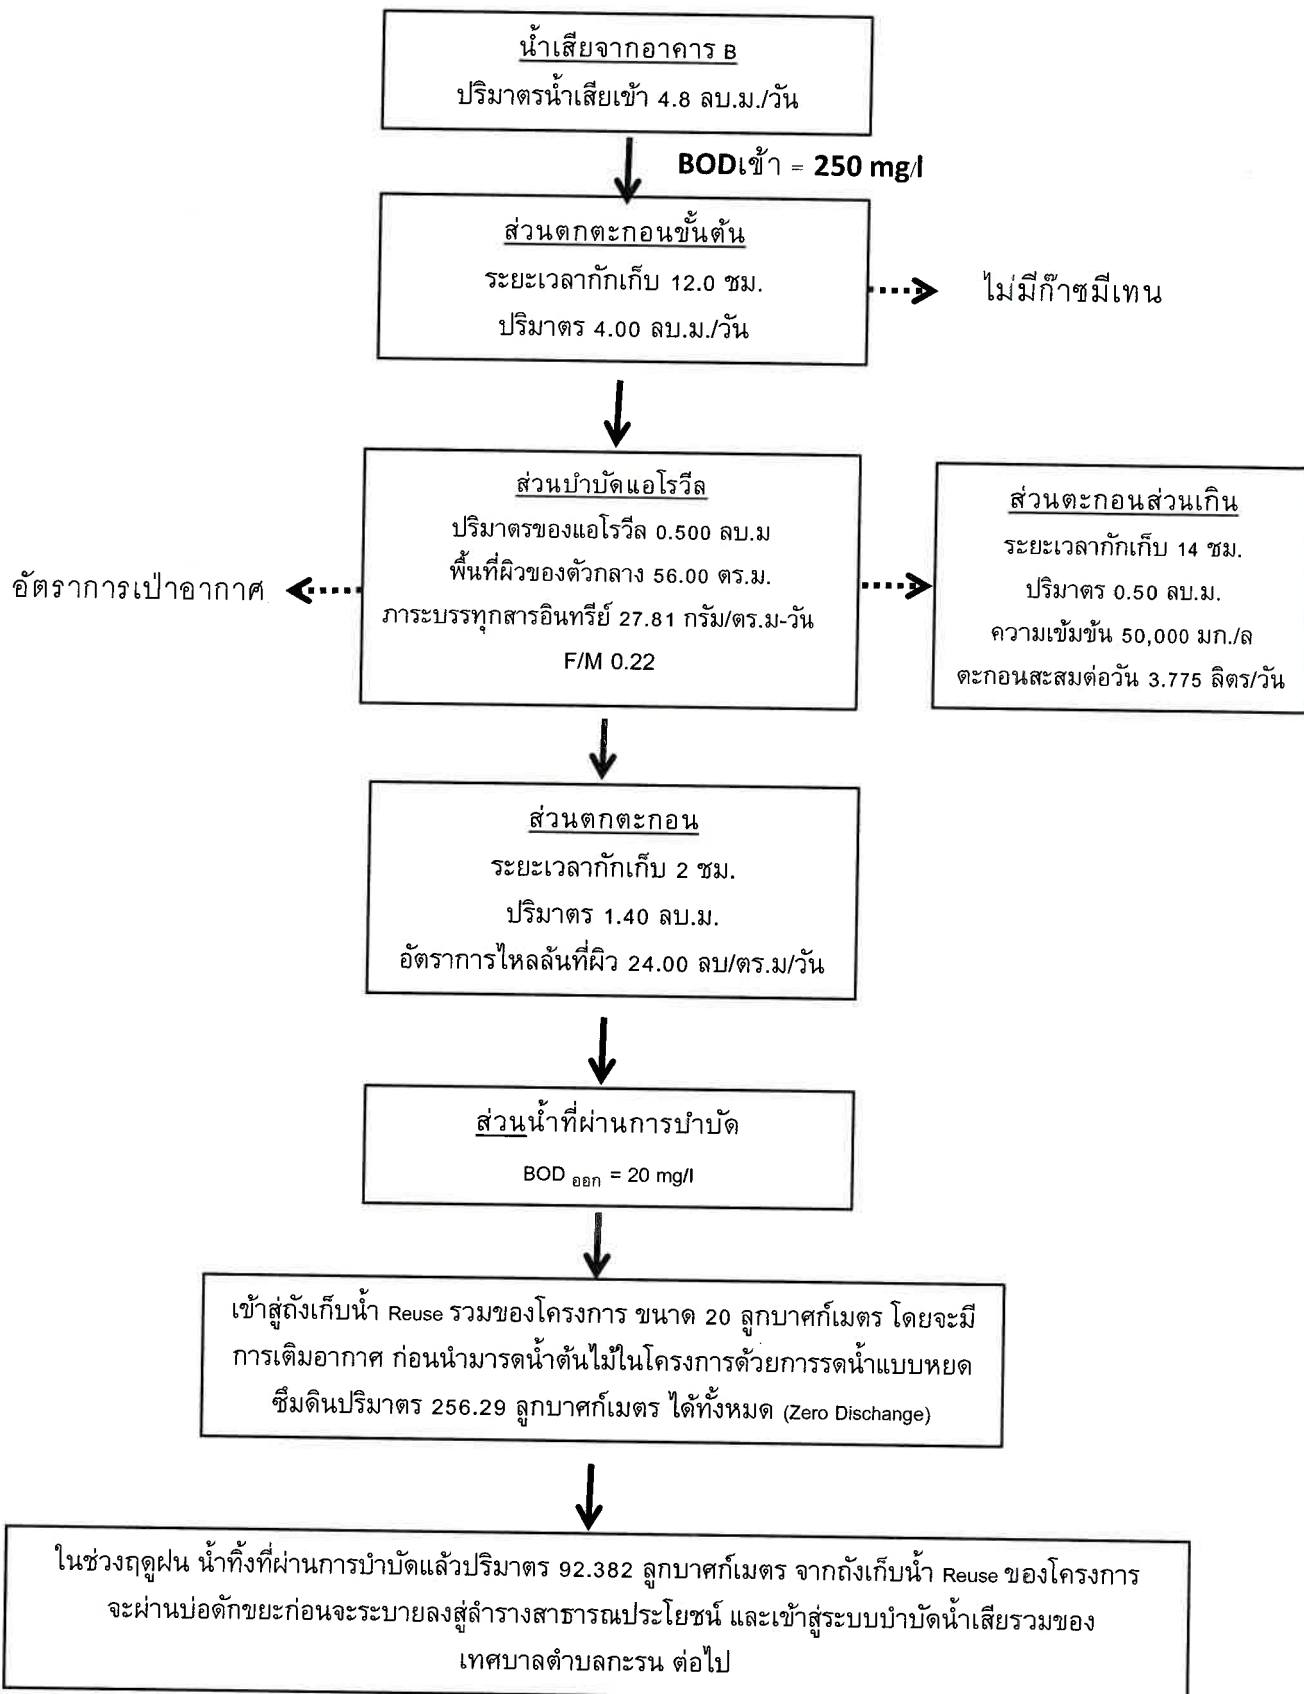 น้ำเสียจากอาคาร B
ปริมาตรน้ำเสียเข้า 4.8 ลบ.ม./วัน
BODเข้า = 250 mg/l
ส่วนตกตะกอนขั้นต้น
ระยะเวลากักเก็บ 12.0 ชม.
ปริมาตร 4.00 ลบ.ม./วัน
ไม่มีก๊าซมีเทน
ส่วนบำบัดแอโรวีล
ปริมาตรของแอโรวีล 0.500 ลบ.ม
พื้นที่ผิวของตัวกลาง 56.00 ตร.ม.
ภาระบรรทุกสารอินทรีย์ 27.81 กรัม/ตร.ม-วัน
F/M 0.22
อัตราการเป่าอากาศ
ส่วนตะกอนส่วนเกิน
ระยะเวลากักเก็บ 14 ชม.
ปริมาตร 0.50 ลบ.ม.
ความเข้มข้น 50,000 มก./ล
ตะกอนสะสมต่อวัน 3.775 ลิตร/วัน
ส่วนตกตะกอน
ระยะเวลากักเก็บ 2 ชม.
ปริมาตร 1.40 ลบ.ม.
อัตราการไหลล้นที่ผิว 24.00 ลบ/ตร.ม/วัน
ส่วนน้ำที่ผ่านการบำบัด
BOD ออก = 20 mg/l
เข้าสู่ถังเก็บน้ำ Reuse รวมของโครงการ ขนาด 20 ลูกบาศก์เมตร โดยจะมี
การเติมอากาศ ก่อนนำมารดน้ำต้นไม้ในโครงการด้วยการรดน้ำแบบหยด
ซึมดินปริมาตร 256.29 ลูกบาศก์เมตร ได้ทั้งหมด (Zero Dischange)
ในช่วงฤดูฝน น้ำทิ้งที่ผ่านการบำบัดแล้วปริมาตร 92.382 ลูกบาศก์เมตร จากถังเก็บน้ำ Reuse ของโครงการ
จะผ่านบ่อดักขยะก่อนจะระบายลงสู่ลำรางสาธารณประโยชน์ และเข้าสู่ระบบบำบัดน้ำเสียรวมของ
เทศบาลตำบลกะรน ต่อไป